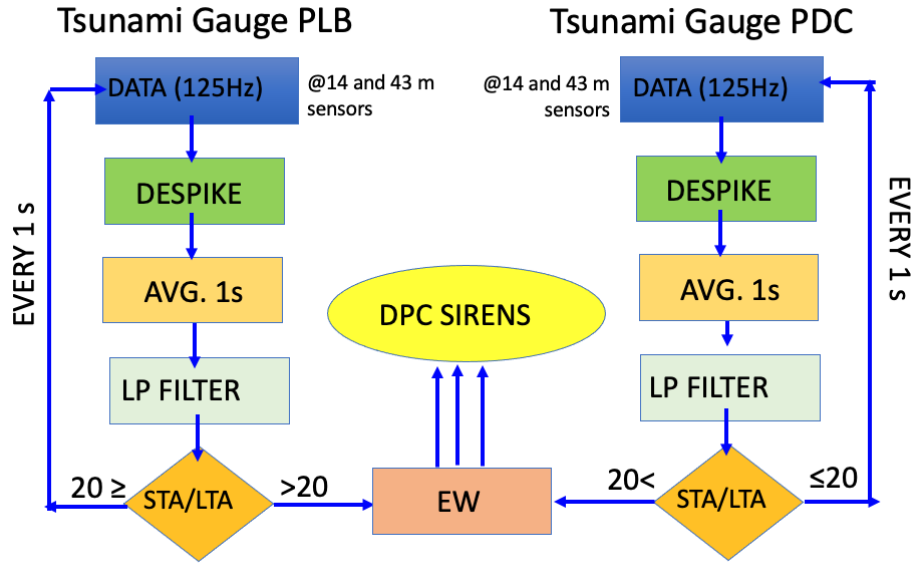 Tsunami Gauge PLB
Tsunami Gauge PDC
DATA (125Hz)
@14 and 43 m
sensors
@14 and 43 m
sensors
DATA (125Hz)
DESPIKE
DESPIKE
EVERY 1 s
EVERY 1 s
AVG. 1s
AVG. 1s
DPC SIRENS
LP FILTER
LP FILTER
20 ≥
STA/LTA
>20
EW
20<
STA/LTA
≤20